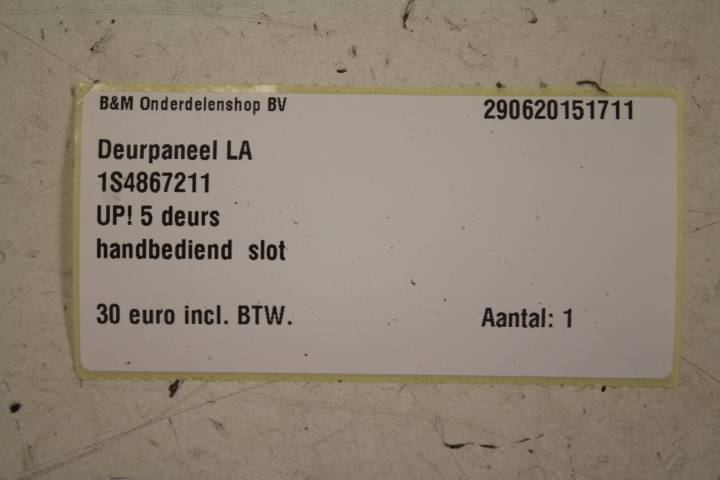 B&M Onderdelenshop BV 290620151711
Deurpaneel LA
1S4867211
UP! 5 deurs
handbediend slot
30 euro incl. BTW. Aantal: 1